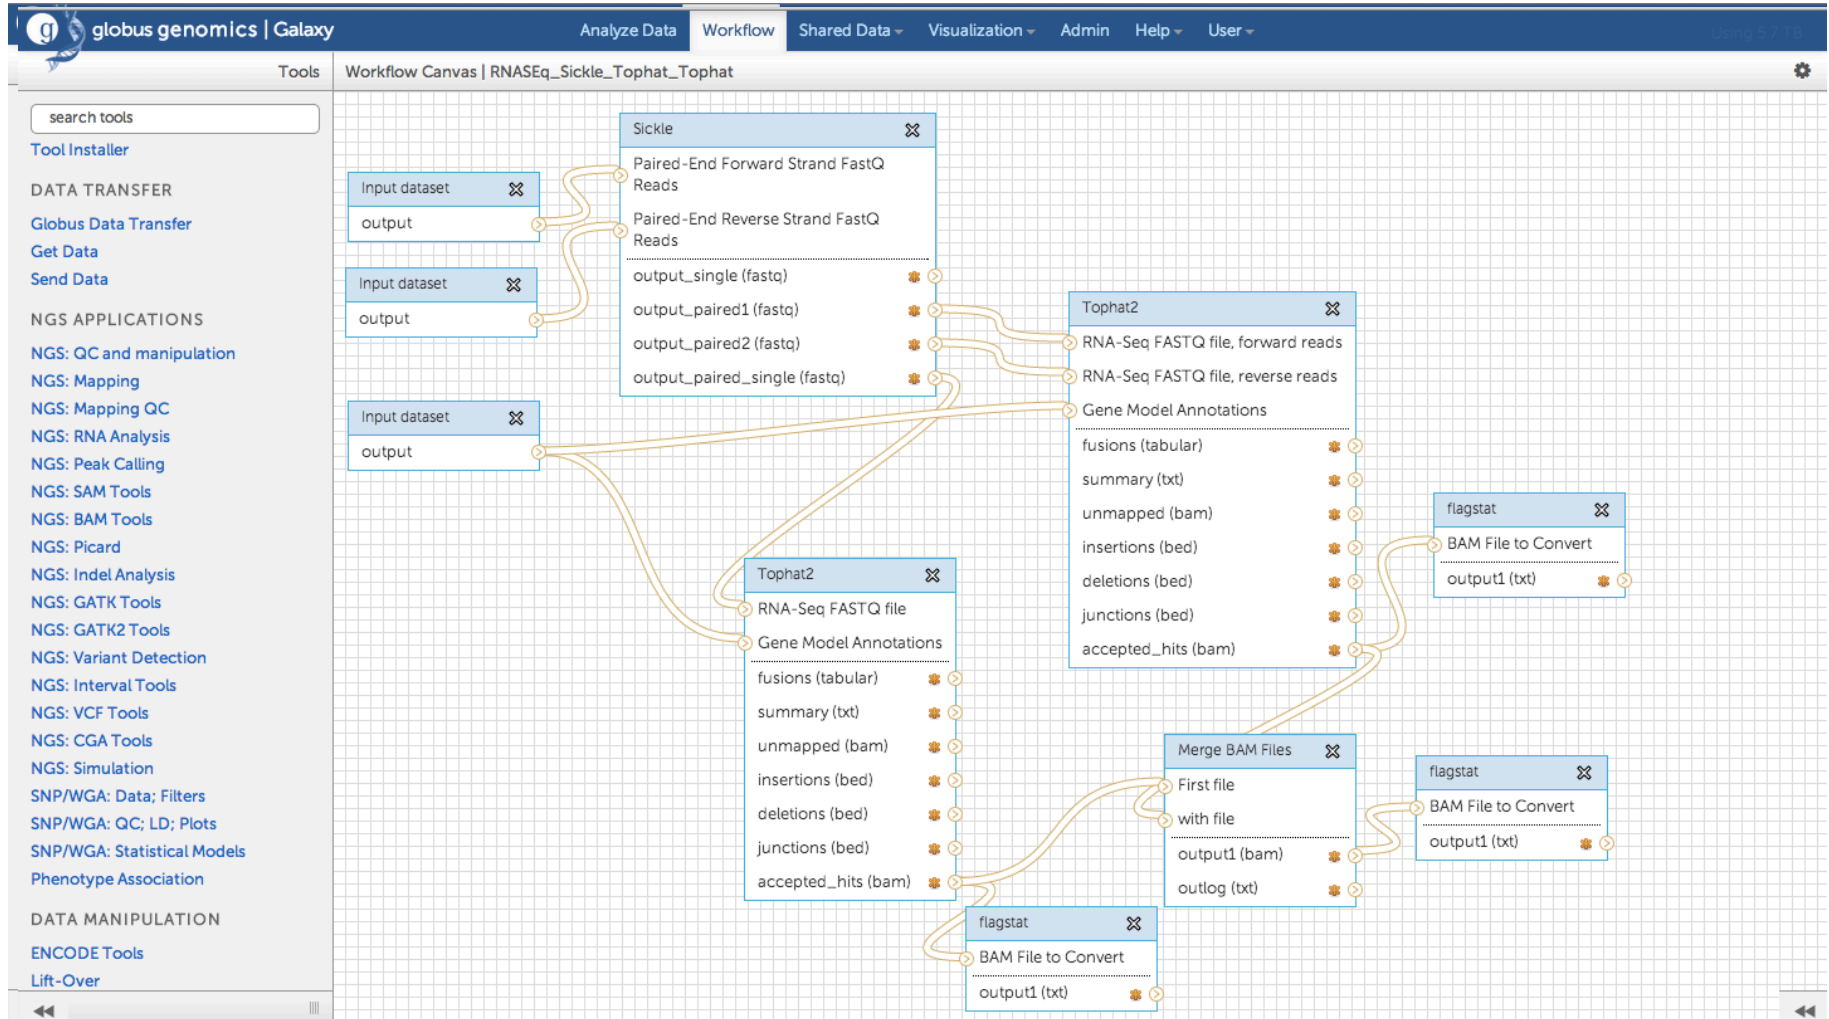 globus genomics | Galaxy
Analyze Data
Workflow
Shared Data
Visualization
Admin
Help
User
Using 5.7 TB
Tools
Workflow Canvas | RNASEq_Sickle_Tophat_Tophat
search tools
Tool Installer
DATA TRANSFER
Globus Data Transfer
Get Data
Send Data
NGS APPLICATIONS
NGS: QC and manipulation
NGS: Mapping
NGS: Mapping QC
NGS: RNA Analysis
NGS: Peak Calling
NGS: SAM Tools
NGS: BAM Tools
NGS: Picard
NGS: Indel Analysis
NGS: GATK Tools
NGS: GATK2 Tools
NGS: Variant Detection
NGS: Interval Tools
NGS: VCF Tools
NGS: CGA Tools
NGS: Simulation
SNP/WGA: Data; Filters
SNP/WGA: QC; LD; Plots
SNP/WGA: Statistical Models
Phenotype Association
DATA MANIPULATION
ENCODE Tools
Lift-Over
Input dataset
output
Input dataset
output
Input dataset
output
Sickle
Paired-End Forward Strand FastQ
Reads
Paired-End Reverse Strand FastQ
Reads
output_single (fastq)
output_paired1 (fastq)
output_paired2 (fastq)
output_paired_single (fastq)
Tophat2
RNA-Seq FASTQ file, forward reads
RNA-Seq FASTQ file, reverse reads
Gene Model Annotations
fusions (tabular)
summary (txt)
unmapped (bam)
insertions (bed)
deletions (bed)
junctions (bed)
accepted_hits (bam)
flagstat
BAM File to Convert
output1 (txt)
Tophat2
RNA-Seq FASTQ file
Gene Model Annotations
fusions (tabular)
summary (txt)
unmapped (bam)
insertions (bed)
deletions (bed)
junctions (bed)
accepted_hits (bam)
Merge BAM Files
First file
with file
output1 (bam)
outlog (txt)
flagstat
BAM File to Convert
output1 (txt)
flagstat
BAM File to Convert
output1 (txt)